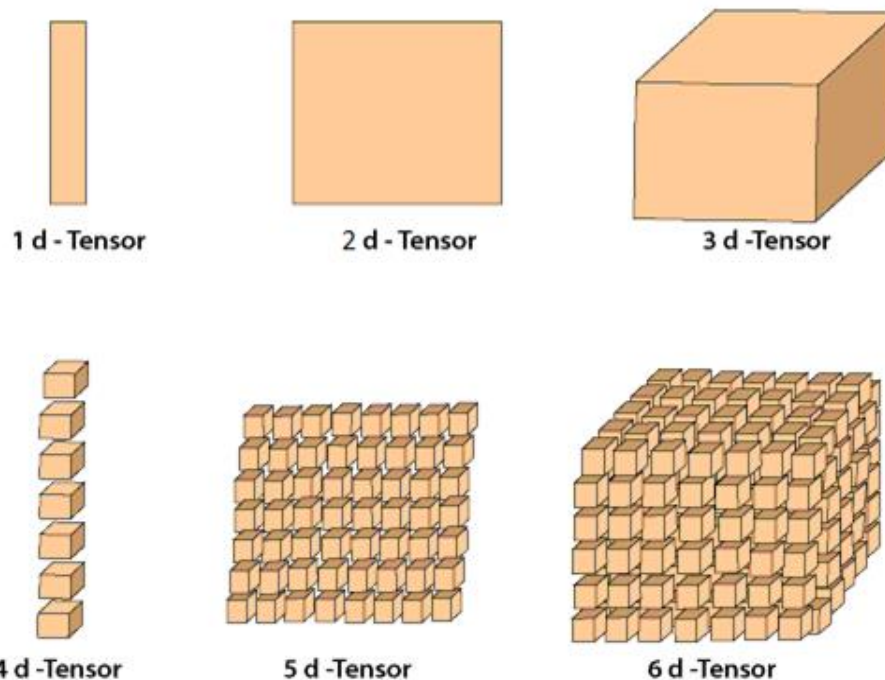 1 d - Tensor
2 d - Tensor
3 d -Tensor
4 d -Tensor
5 d -Tensor
6 d -Tensor